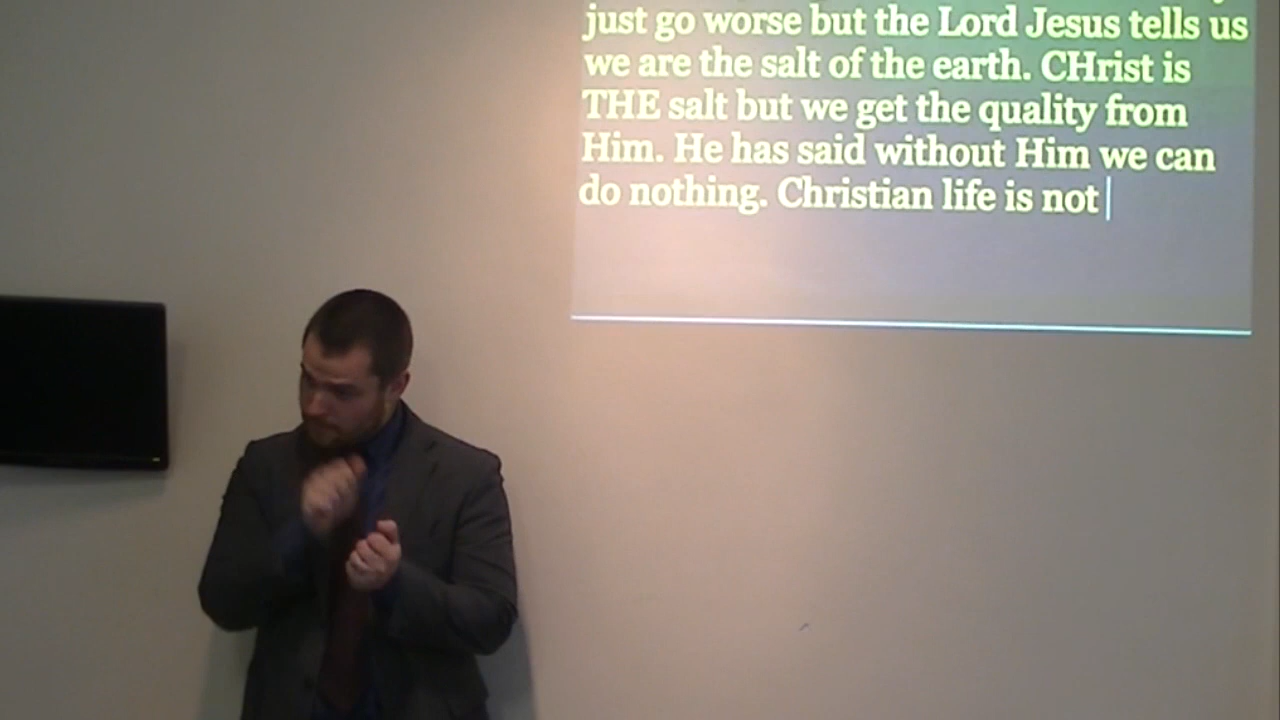 just go worse but the Lord Jesus tells us
we are the salt of the earth. CHrist is
THE salt but we get the quality from
Him. He has said without Him we can
do nothing. Christian life is not